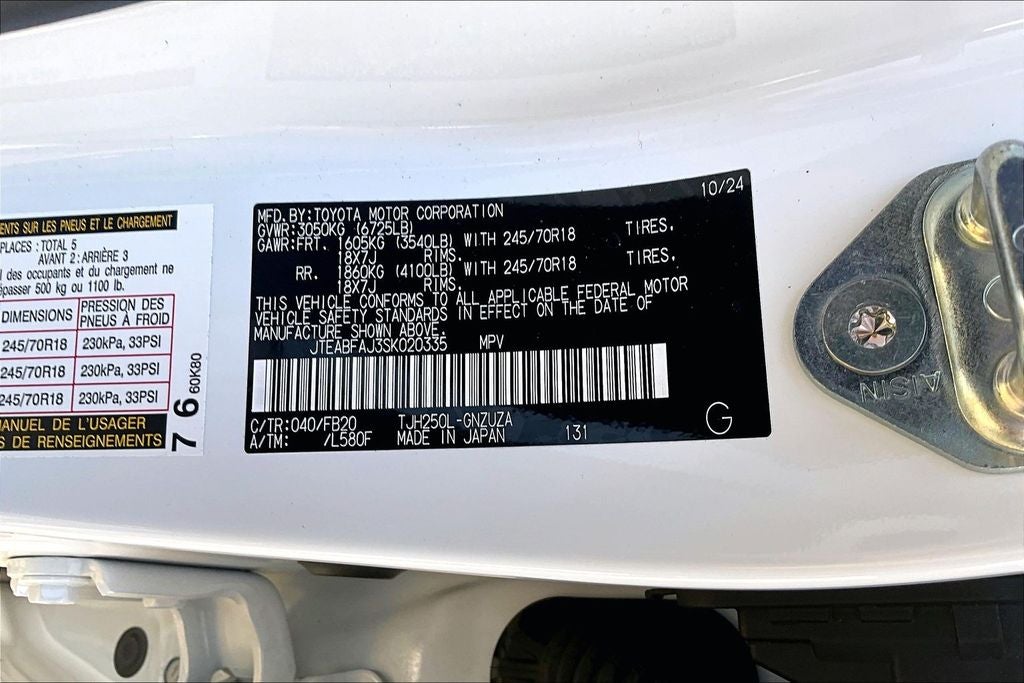 ENTS SUR LES PNEUS ET LE CHARGEMENT
PLACES : TOTAL 5
AVANT 2 : ARRIÈRE 3
des occupants et du chargement ne
épasser 500 kg ou 1100 lb.
DIMENSIONS PRESSION DES PNEUS À FROID
245/70R18 230kPa, 33PSI
245/70R18 230kPa, 33PSI
245/70R18 230kPa, 33PSI
ANUEL DE L'USAGER
S DE RENSEIGNEMENTS
7 6 60K80
10/24
MFD.BY:TOYOTA MOTOR CORPORATION
GVWR:3050KG (6725LB)
GAWR:FRT. 1605KG (3540LB) WITH 245/70R18 TIRES.
18X7J RIMS.
RR. 1860KG (4100LB) WITH 245/70R18 TIRES.
18X7J RIMS.
THIS VEHICLE CONFORMS TO ALL APPLICABLE FEDERAL MOTOR
VEHICLE SAFETY STANDARDS IN EFFECT ON THE DATE OF
MANUFACTURE SHOWN ABOVE.
JTEABFAJ3SK020335 MPV
C/TR:040/FB20 TJH250L-GNZUZA
A/TM: /L580F MADE IN JAPAN 131
G
AISIN